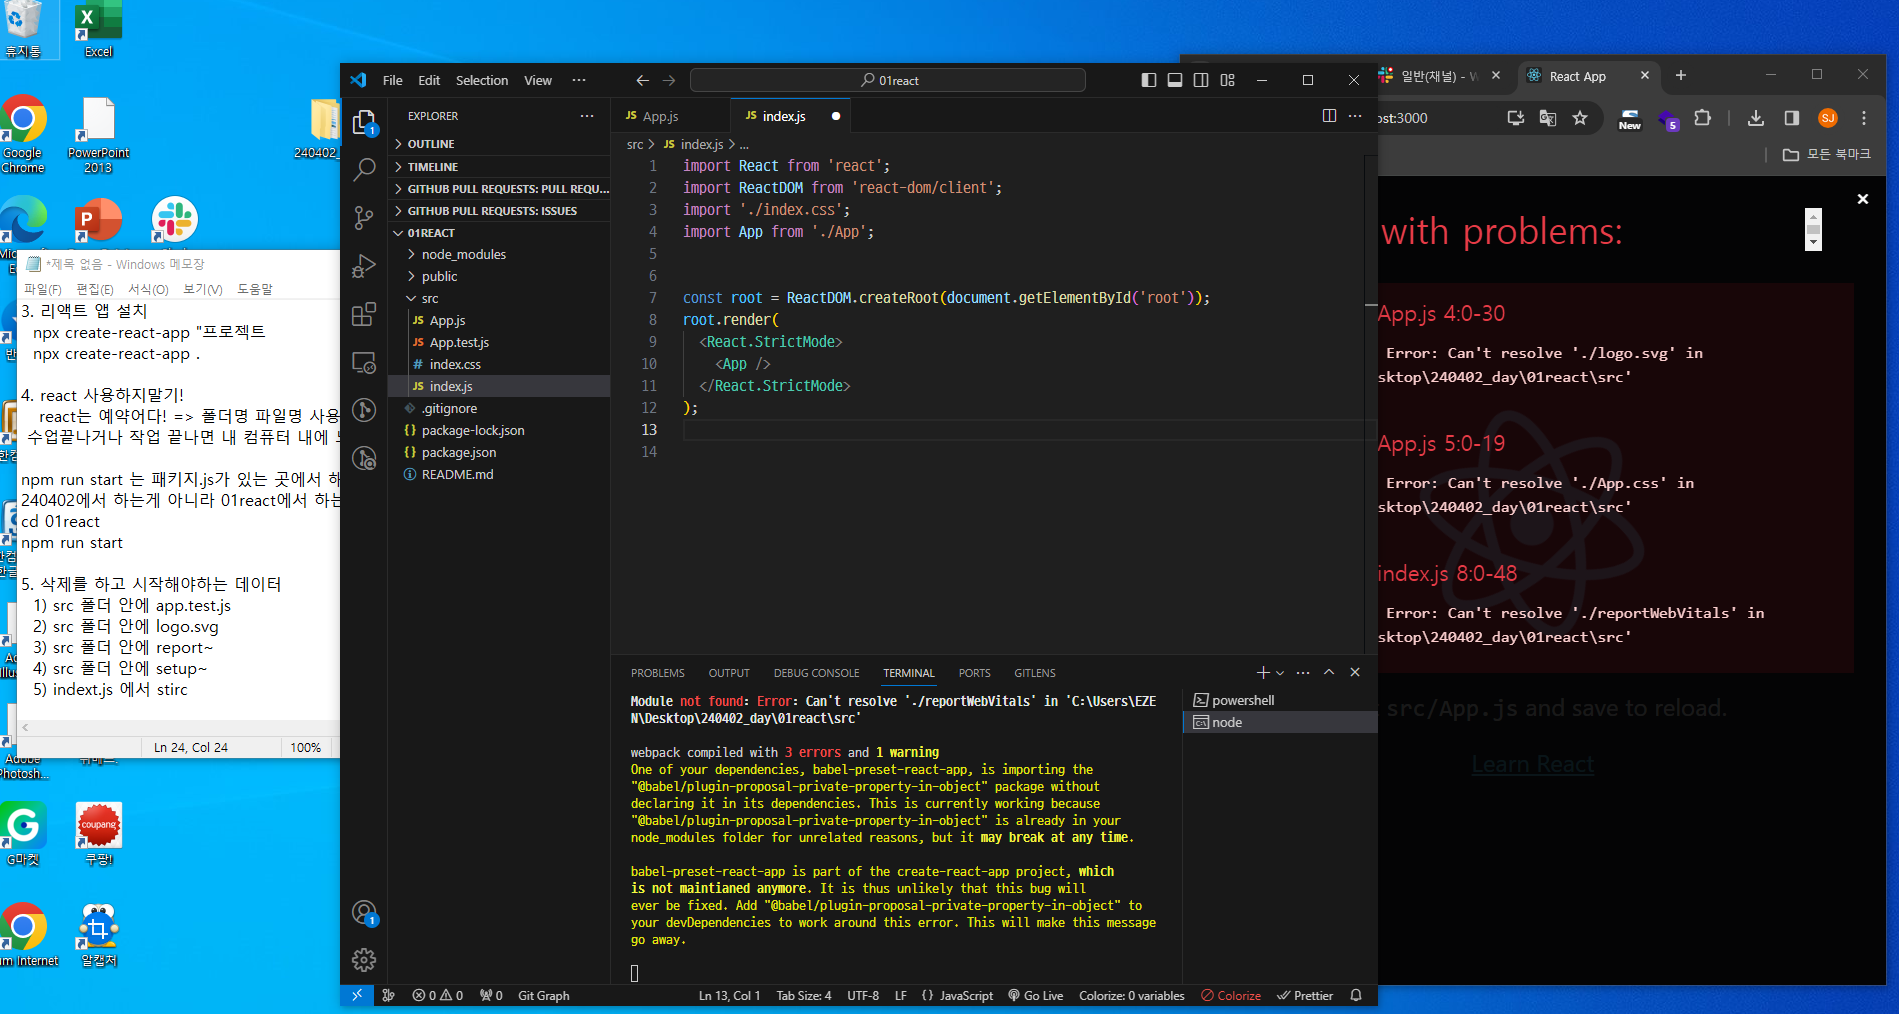 휴지통
Excel
Google
Chrome
PowerPoint
2013
240402_
*제목 없음 - Windows 메모장
파일(F) 편집(E) 서식(O) 보기(V) 도움말
3. 리액트 앱 설치
npx create-react-app "프로젝트
npx create-react-app .
4. react 사용하지말기!
react는 예약어다! => 폴더명 파일명 사용
수업끝나거나 작업 끝나면 내 컴퓨터 내에
npm run start 는 패키지.js가 있는 곳에서 해
240402에서 하는게 아니라 01react에서 하는
cd 01react
npm run start
5. 삭제를 하고 시작해야하는 데이터
1) src 폴더 안에 app.test.js
2) src 폴더 안에 logo.svg
3) src 폴더 안에 report~
4) src 폴더 안에 setup~
5) indext.js 에서 stirc
Ln 24, Col 24 100%
Adobe
Photosh...
G마켓
쿠팡!
um Internet
알캡처
File Edit Selection View ···
01react
EXPLORER
OUTLINE
TIMELINE
GITHUB PULL REQUESTS: PULL REQU...
GITHUB PULL REQUESTS: ISSUES
01REACT
node_modules
public
src
JS App.js
JS App.test.js
# index.css
JS index.js
.gitignore
{} package-lock.json
{} package.json
README.md
1
1
JS App.js
JS index.js
src > JS index.js > ...
1 import React from 'react';
2 import ReactDOM from 'react-dom/client';
3 import './index.css';
4 import App from './App';
5
6
7 const root = ReactDOM.createRoot(document.getElementById('root'));
8 root.render(
9 <React.StrictMode>
10 <App />
11 </React.StrictMode>
12 );
13
14
PROBLEMS OUTPUT DEBUG CONSOLE TERMINAL PORTS GITLENS
Module not found: Error: Can't resolve './reportWebVitals' in 'C:\Users\EZE
N\Desktop\240402_day\01react\src'
webpack compiled with 3 errors and 1 warning
One of your dependencies, babel-preset-react-app, is importing the
"@babel/plugin-proposal-private-property-in-object" package without
declaring it in its dependencies. This is currently working because
"@babel/plugin-proposal-private-property-in-object" is already in your
node_modules folder for unrelated reasons, but it may break at any time.
babel-preset-react-app is part of the create-react-app project, which
is not maintianed anymore. It is thus unlikely that this bug will
ever be fixed. Add "@babel/plugin-proposal-private-property-in-object" to
your devDependencies to work around this error. This will make this message
go away.
powershell
node
0 0 0 Git Graph
Ln 13, Col 1 Tab Size: 4 UTF-8 LF {} JavaScript Go Live Colorize: 0 variables Colorize Prettier
일반(채널) - W
React App
ost:3000
New
5
SJ
모든 북마크
with problems:
App.js 4:0-30
Error: Can't resolve './logo.svg' in
sktop\240402_day\01react\src'
App.js 5:0-19
Error: Can't resolve './App.css' in
sktop\240402_day\01react\src'
index.js 8:0-48
Error: Can't resolve './reportWebVitals' in
sktop\240402_day\01react\src'
src/App.js and save to reload.
Learn React